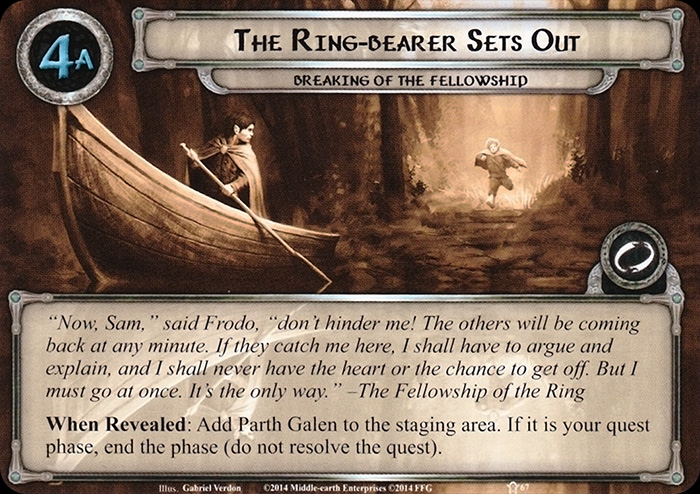 4A
THE RING-BEARER SETS OUT
BREAKING OF THE FELLOWSHIP
“Now, Sam,” said Frodo, “don’t hinder me! The others will be coming
back at any minute. If they catch me here, I shall have to argue and
explain, and I shall never have the heart or the chance to get off. But I
must go at once. It’s the only way.” –The Fellowship of the Ring
When Revealed: Add Parth Galen to the staging area. If it is your quest
phase, end the phase (do not resolve the quest).
Illus. Gabriel Verdon ©2014 Middle-earth Enterprises ©2014 FFG 67